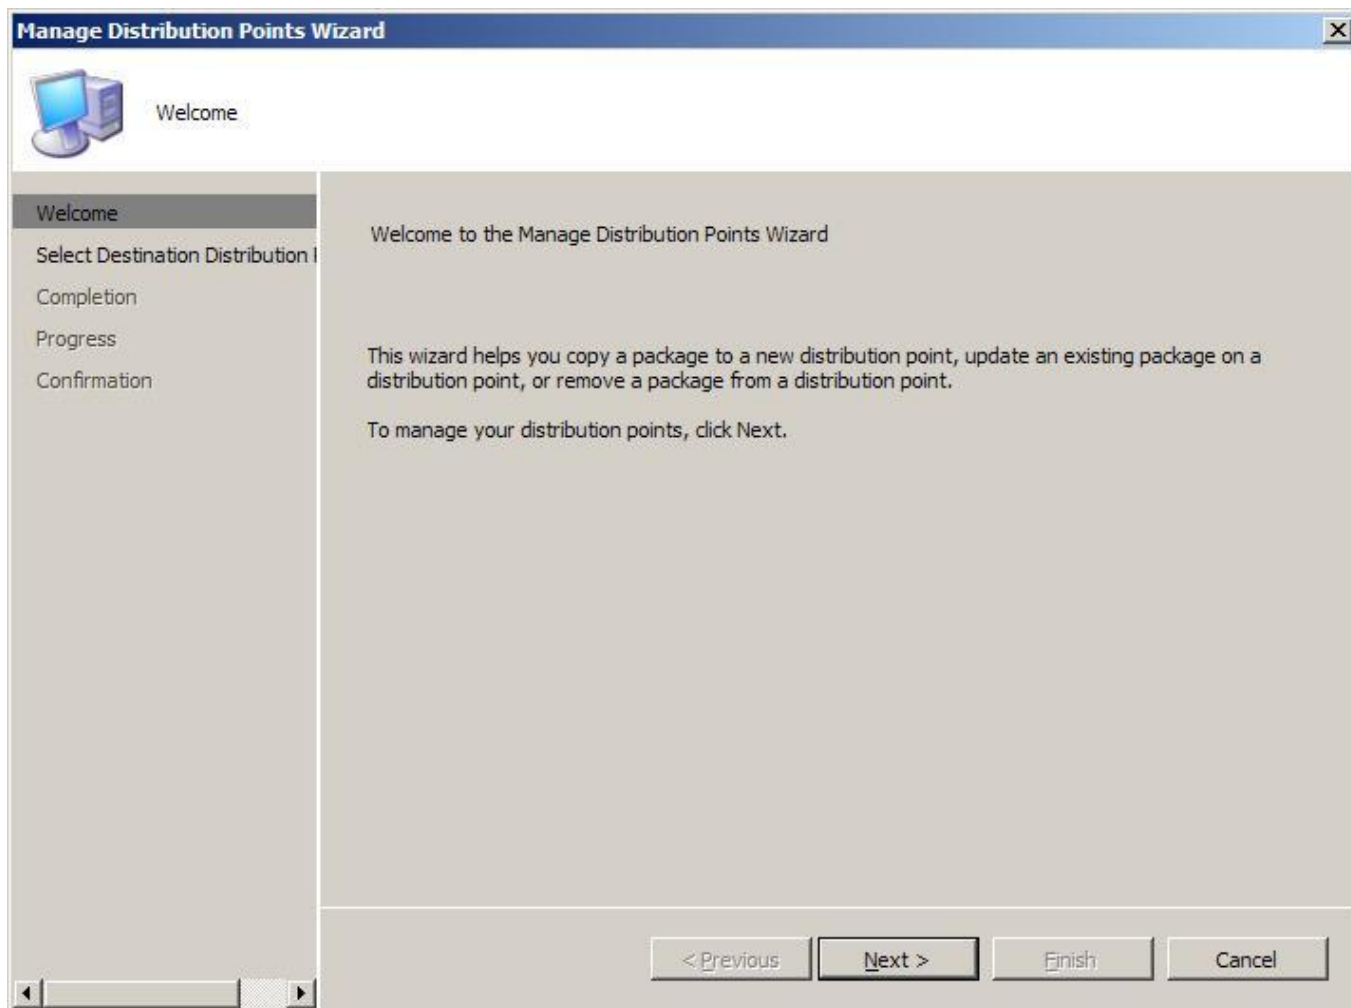 Manage Distribution Points Wizard
Welcome
Welcome
Select Destination Distribution
Completion
Progress
Confirmation
Welcome to the Manage Distribution Points Wizard
This wizard helps you copy a package to a new distribution point, update an existing package on a
distribution point, or remove a package from a distribution point.
To manage your distribution points, click Next.
< Previous
Next >
Finish
Cancel